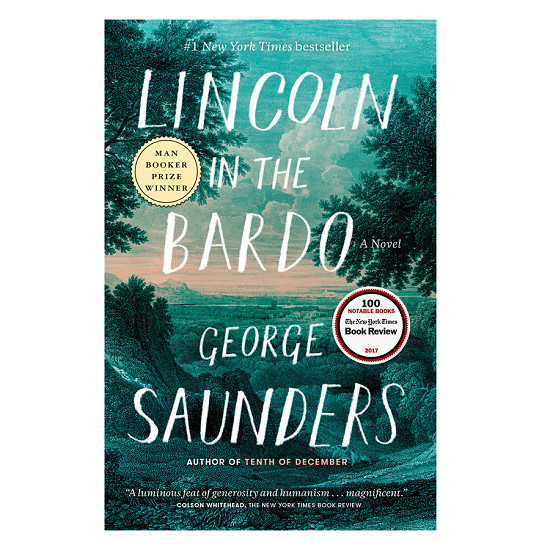 #1 New York Times bestseller
LINCOLN
IN THE
BARDO
A Novel
MAN
BOOKER
PRIZE
WINNER
100
NOTABLE BOOKS
The New York Times
Book Review
2017
GEORGE
SAUNDERS
AUTHOR OF TENTH OF DECEMBER
“A luminous feat of generosity and humanism . . . magnificent.”
—COLSON WHITEHEAD, THE NEW YORK TIMES BOOK REVIEW